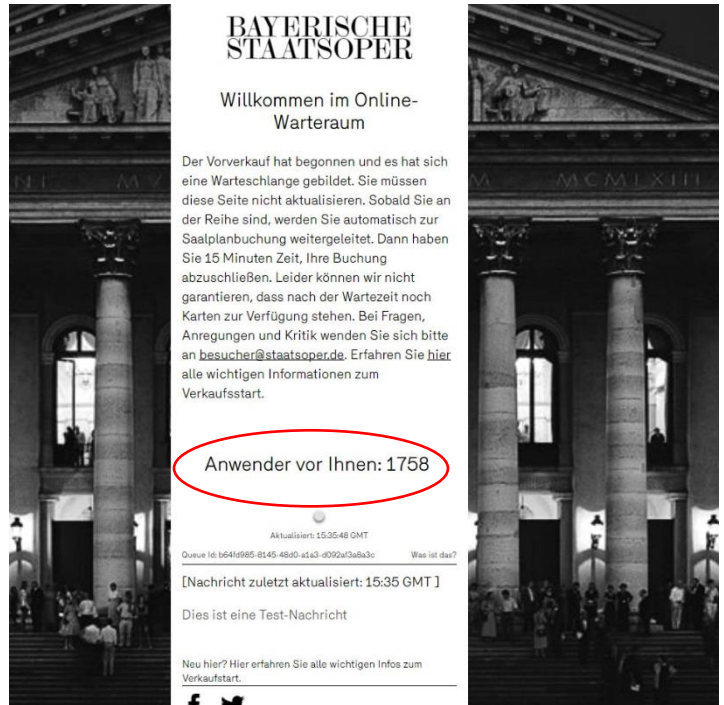 BAYERISCHE
STAATSOPER
Willkommen im Online-
Warteraum
Der Vorverkauf hat begonnen und es hat sich
eine Warteschlange gebildet. Sie müssen
diese Seite nicht aktualisieren. Sobald Sie an
der Reihe sind, werden Sie automatisch zur
Saalplanbuchung weitergeleitet. Dann haben
Sie 15 Minuten Zeit, Ihre Buchung
abzuschließen. Leider können wir nicht
garantieren, dass nach der Wartezeit noch
Karten zur Verfügung stehen. Bei Fragen,
Anregungen und Kritik wenden Sie sich bitte
an besucher@staatsoper.de. Erfahren Sie hier
alle wichtigen Informationen zum
Verkaufsstart.
Anwender vor Ihnen: 1758
Aktualisiert: 15:35:48 GMT
Queue Id: b64fd985-8145-48d0-a1a3-d092af3a8a3c Was ist das?
[Nachricht zuletzt aktualisiert: 15:35 GMT ]
Dies ist eine Test-Nachricht
Neu hier? Hier erfahren Sie alle wichtigen Infos zum
Verkaufstart.
MCMLXIII